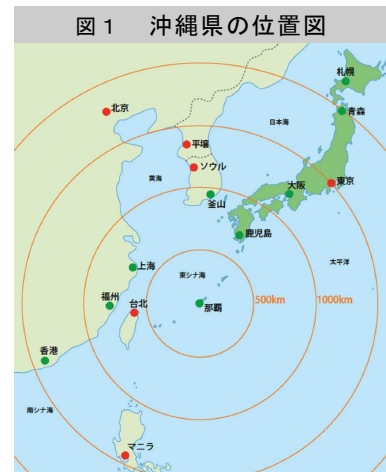 図1 沖縄県の位置図
札幌
北京
青森
日本海
平壌
ソウル
黄海
大阪
東京
釜山
鹿児島
上海
太平洋
東シナ海
福州
台北
那覇
500km
1000km
香港
南シナ海
マニラ